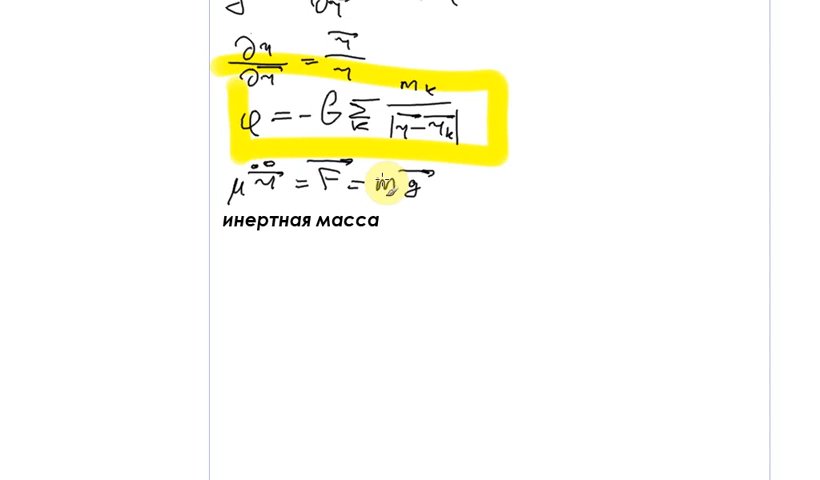 ∂r/∂r⃗ = r⃗/r
φ = -G Σ_k m_k/|r⃗-r⃗_k|
μ r̈⃗ = F⃗ = m g⃗
инертная масса